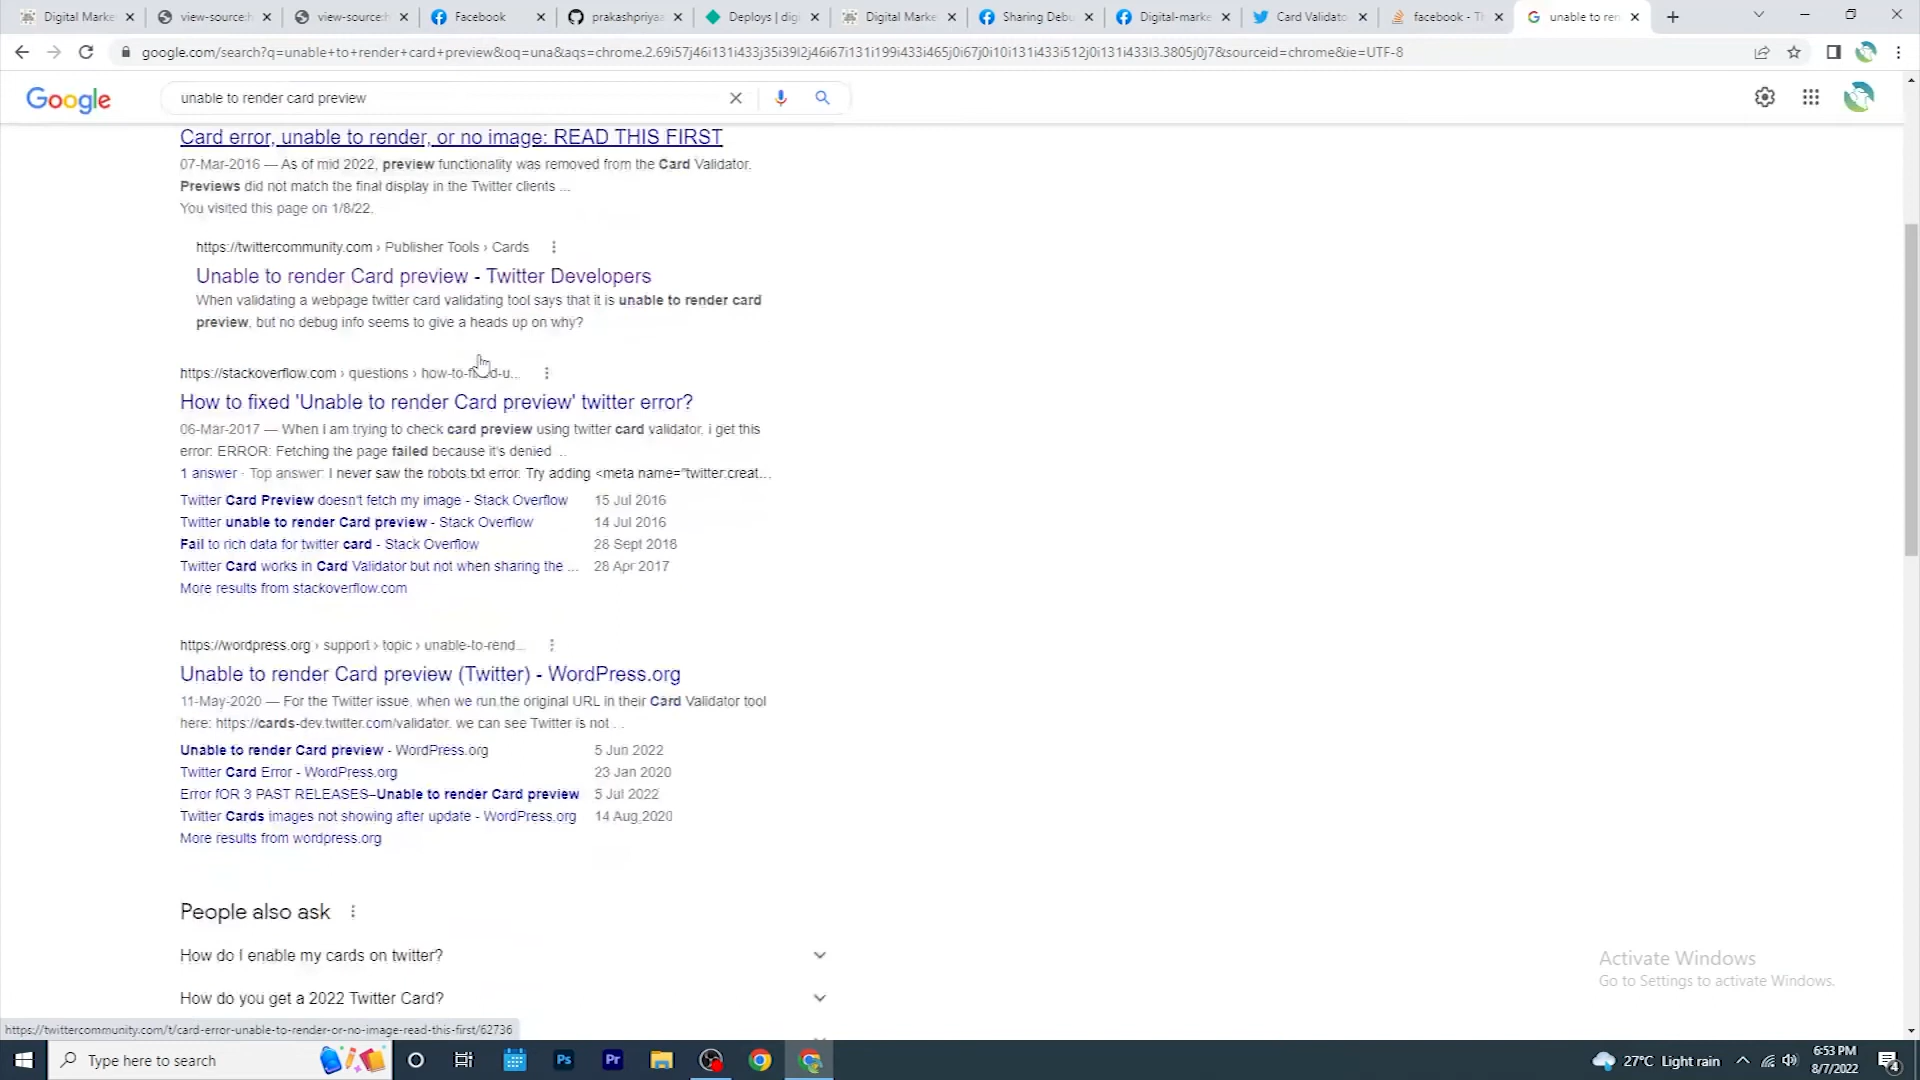 Digital Marke
view-source:h
view-source:h
Facebook
prakashpriyaa
Deploys | digi
Digital Marke
Sharing Debu
Digital-marke
Card Validato
facebook - Th
unable to ren
google.com/search?q=unable+to+render+card+preview&oq=una&aqs=chrome.2.69i57j46i131i433j35i39l2j46i67i131i199i433i465j0i67j0i10i131i433i512j0i131i433l3.3805j0j7&sourceid=chrome&ie=UTF-8
Google
unable to render card preview
Card error, unable to render, or no image: READ THIS FIRST
07-Mar-2016 — As of mid 2022, preview functionality was removed from the Card Validator.
Previews did not match the final display in the Twitter clients ...
You visited this page on 1/8/22.
https://twittercommunity.com › Publisher Tools › Cards
Unable to render Card preview - Twitter Developers
When validating a webpage twitter card validating tool says that it is unable to render card
preview, but no debug info seems to give a heads up on why?
https://stackoverflow.com › questions
How to fixed 'Unable to render Card preview' twitter error?
06-Mar-2017 — When I am trying to check card preview using twitter card validator, i get this
error: ERROR: Fetching the page failed because it's denied ...
1 answer · Top answer: I never saw the robots.txt error. Try adding <meta name="twitter:creat...
Twitter Card Preview doesn't fetch my image - Stack Overflow 15 Jul 2016
Twitter unable to render Card preview - Stack Overflow 14 Jul 2016
Fail to rich data for twitter card - Stack Overflow 28 Sept 2018
Twitter Card works in Card Validator but not when sharing the ... 28 Apr 2017
More results from stackoverflow.com
https://wordpress.org › support › topic › unable-to-rend...
Unable to render Card preview (Twitter) - WordPress.org
11-May-2020 — For the Twitter issue, when we run the original URL in their Card Validator tool
here: https://cards-dev.twitter.com/validator, we can see Twitter is not ...
Unable to render Card preview - WordPress.org 5 Jun 2022
Twitter Card Error - WordPress.org 23 Jan 2020
Error fOR 3 PAST RELEASES–Unable to render Card preview 5 Jul 2022
Twitter Cards images not showing after update - WordPress.org 14 Aug 2020
More results from wordpress.org
People also ask
How do I enable my cards on twitter?
How do you get a 2022 Twitter Card?
Activate Windows
Go to Settings to activate Windows.
https://twittercommunity.com/t/card-error-unable-to-render-or-no-image-read-this-first/62736
Type here to search
Ps
Pr
27°C Light rain
6:53 PM
8/7/2022
4